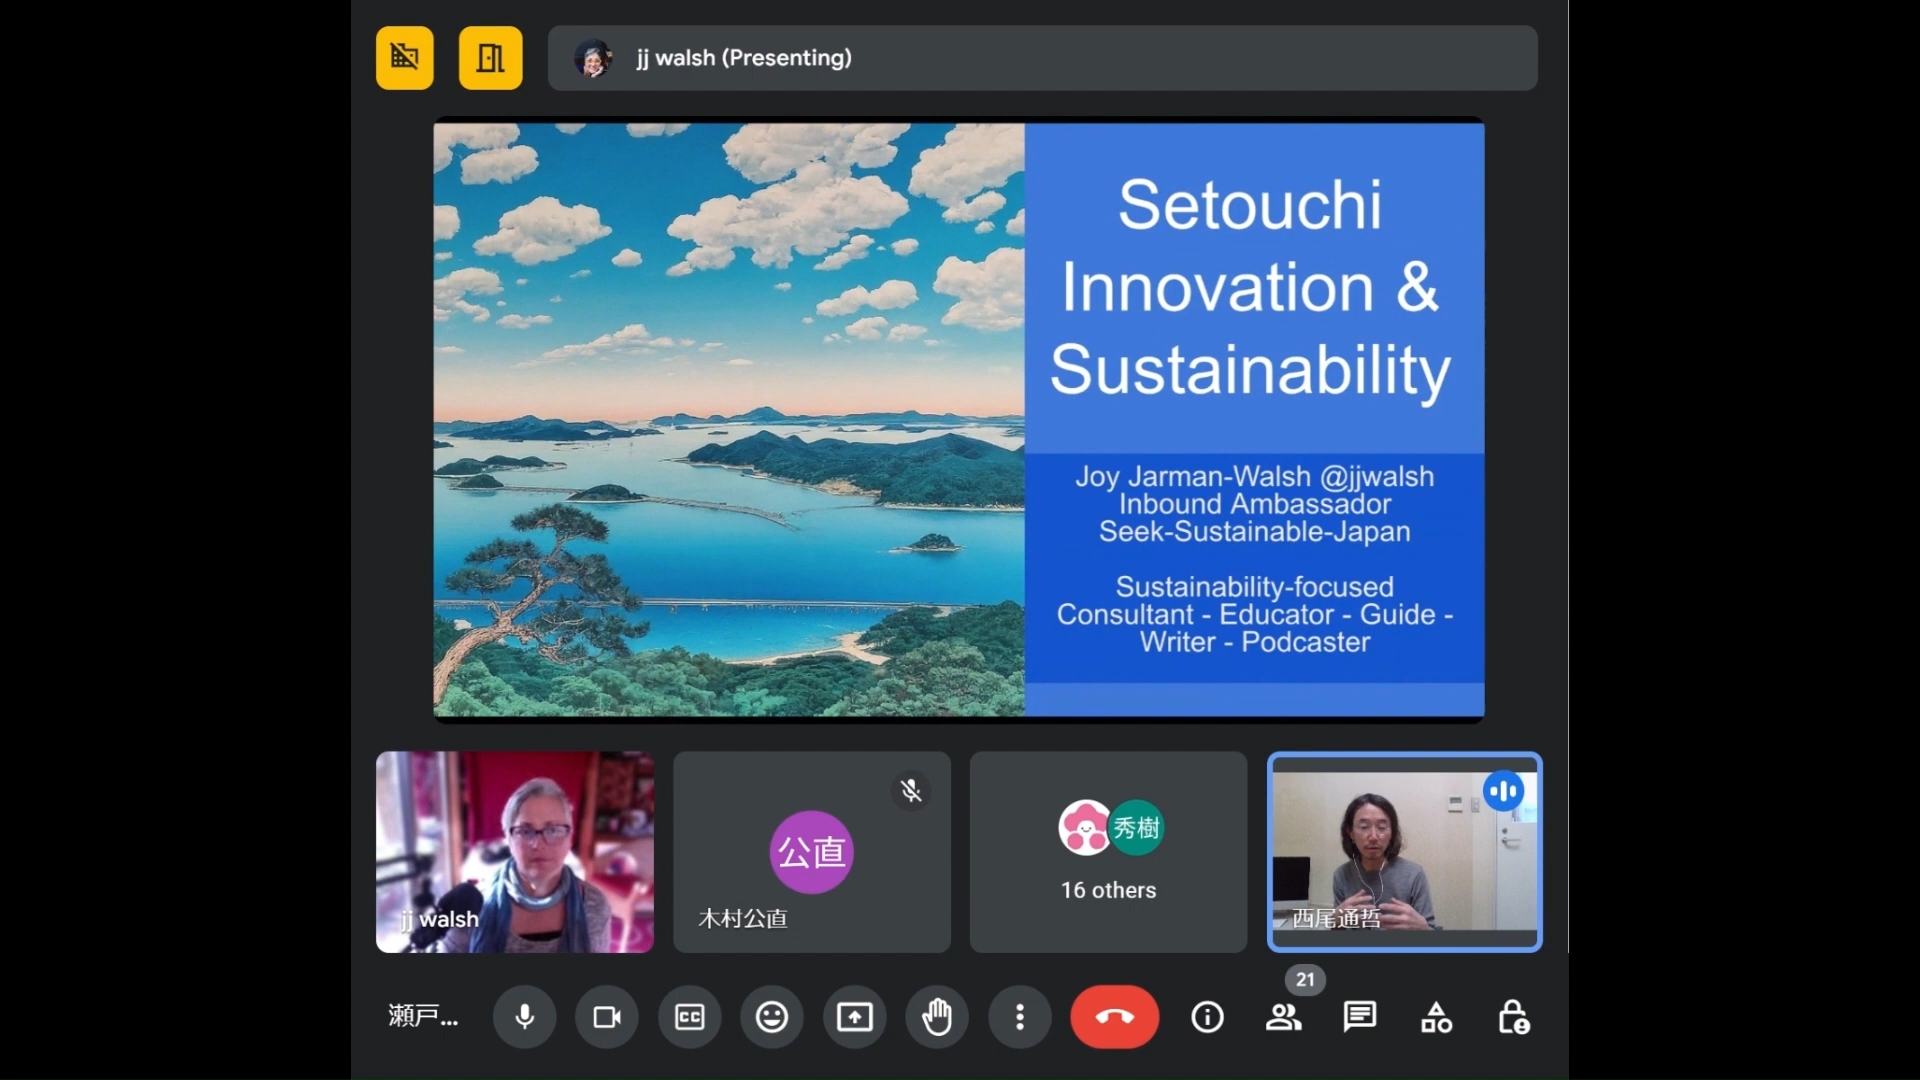 jj walsh (Presenting)
Setouchi
Innovation &
Sustainability
Joy Jarman-Walsh @jjwalsh
Inbound Ambassador
Seek-Sustainable-Japan
Sustainability-focused
Consultant - Educator - Guide -
Writer - Podcaster
jj walsh
公直
木村公直
秀樹
16 others
西尾通哲
21
瀬戸...
CC